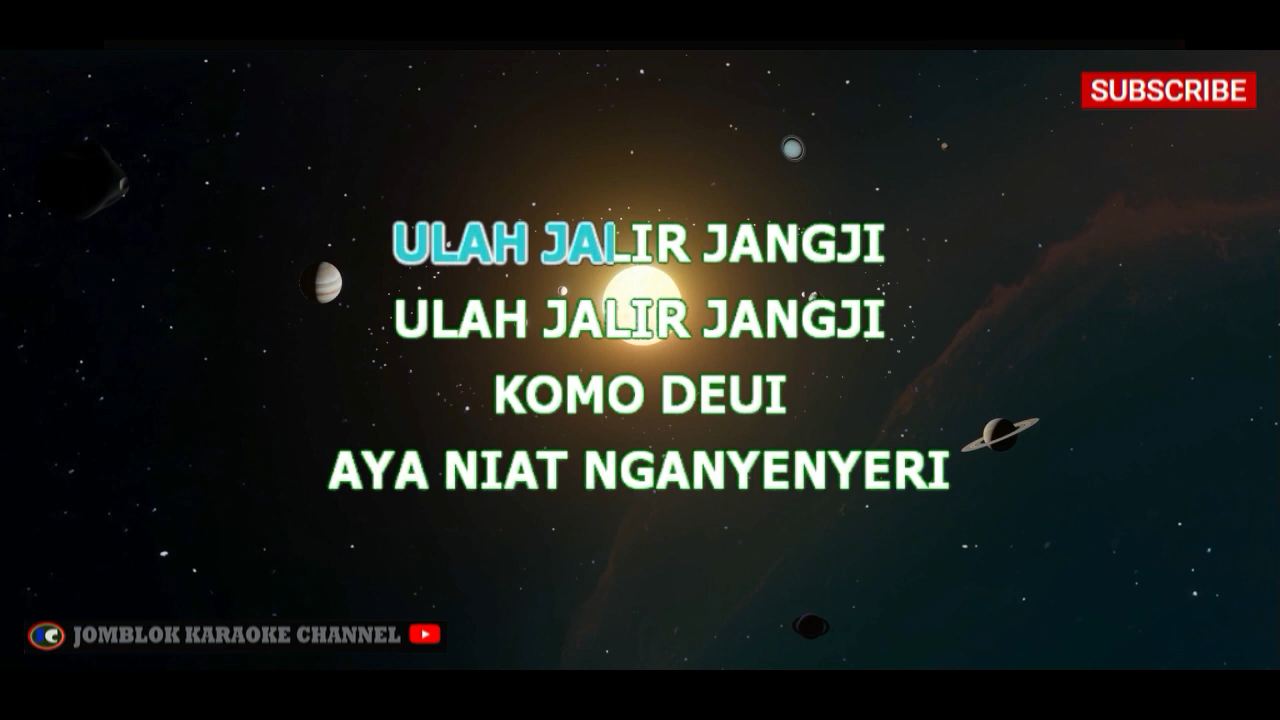 SUBSCRIBE
ULAH JALIR JANGJI
ULAH JALIR JANGJI
KOMO DEUI
AYA NIAT NGANYENYERI
JOMBLOK KARAOKE CHANNEL